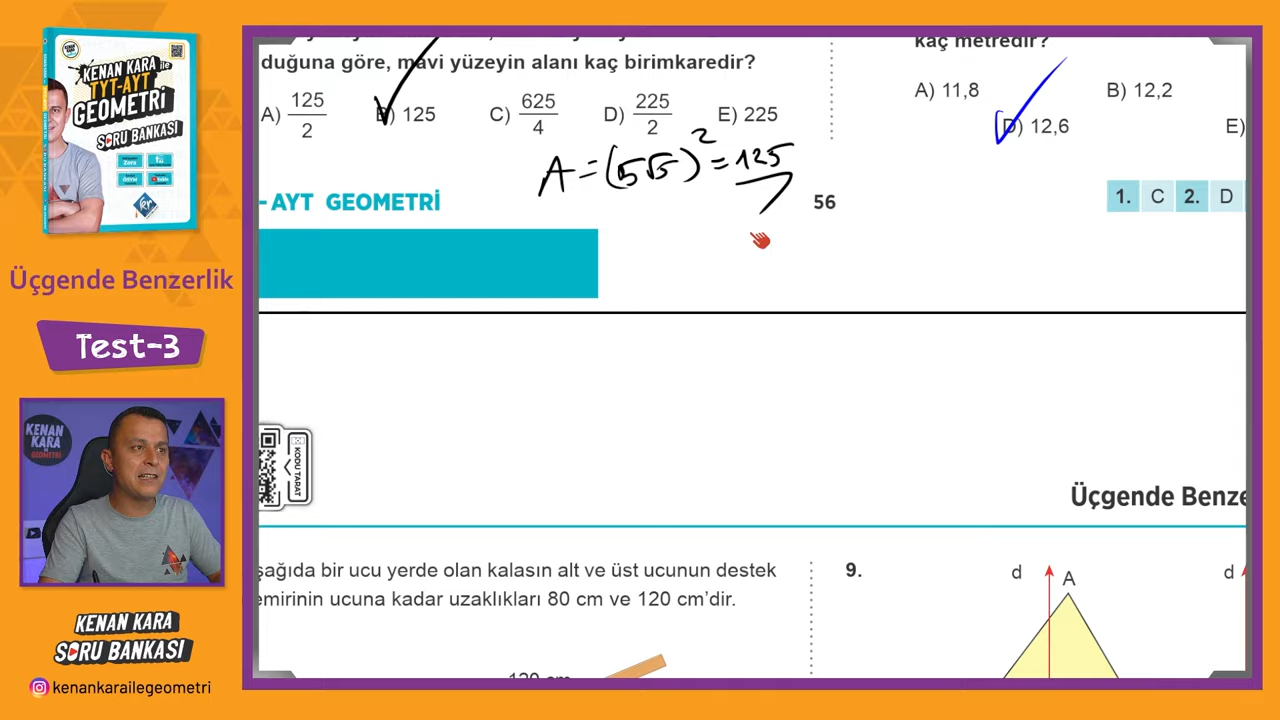 KENAN KARA ile
TYT-AYT
GEOMETRİ
SORU BANKASI
Üçgende Benzerlik
Test-3
KENAN
KARA
GEOMETRİ
KENAN KARA
SORU BANKASI
kenankarailegeometri
duğuna göre, mavi yüzeyin alanı kaç birimkaredir?
A) 125/2 B) 125 C) 625/4 D) 225/2 E) 225
A = (5√5)² = 125
- AYT GEOMETRİ
56
kaç metredir?
A) 11,8 B) 12,2
D) 12,6 E)
1. C 2. D
KODU TARAT
Üçgende Benze
şağıda bir ucu yerde olan kalasın alt ve üst ucunun destek
emirinin ucuna kadar uzaklıkları 80 cm ve 120 cm'dir.
120 cm
9.
d A d